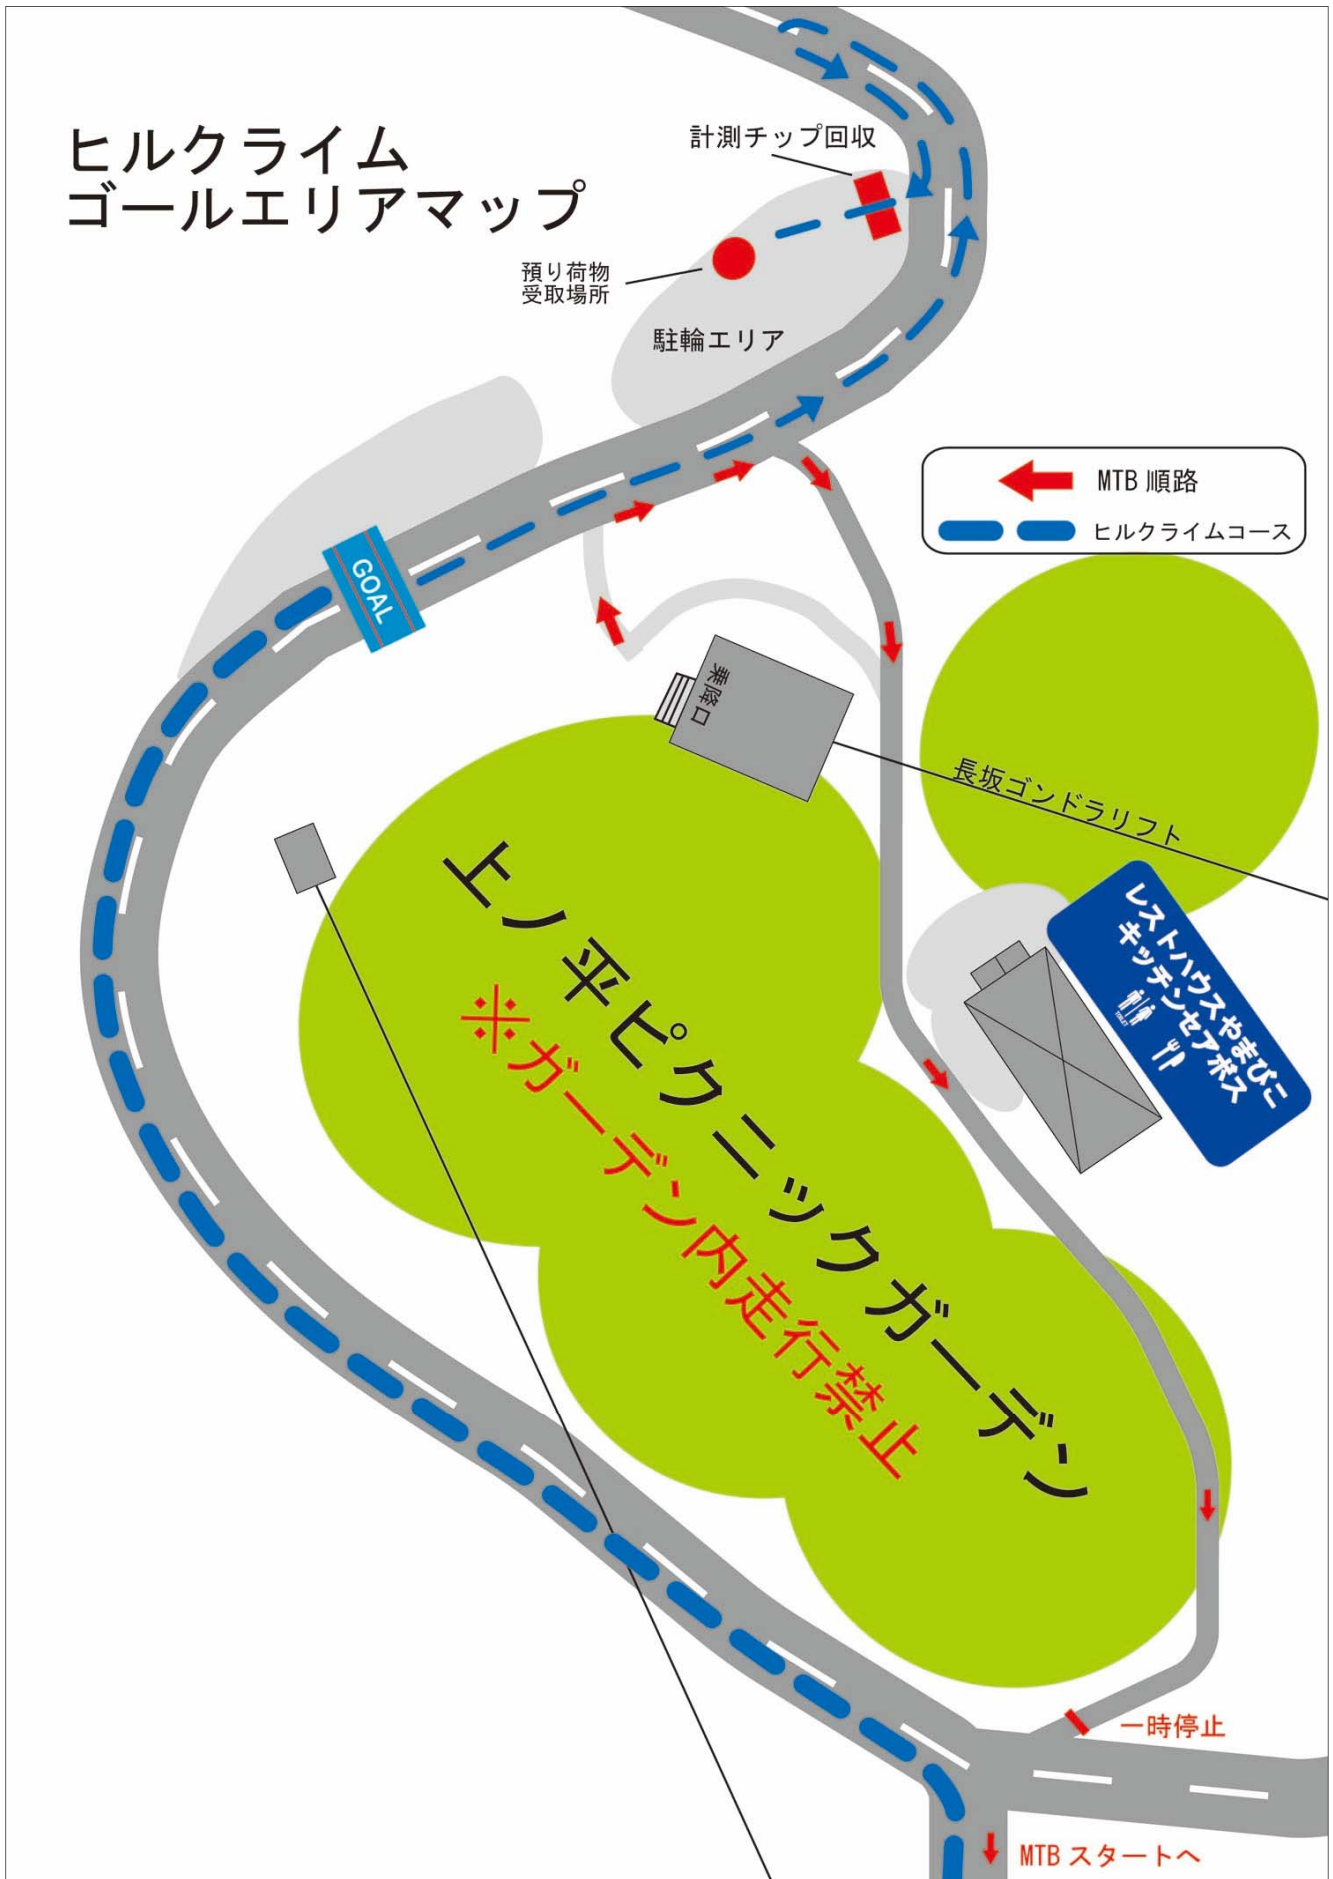 ヒルクライム
ゴールエリアマップ
計測チップ回収
預り荷物
受取場所
駐輪エリア
MTB 順路
ヒルクライムコース
GOAL
乗降口
長坂ゴンドラリフト
レストハウスやまびこ
キッチンセアポス
TOILET
上ノ平ピクニックガーデン
※ガーデン内走行禁止
一時停止
MTB スタートへ